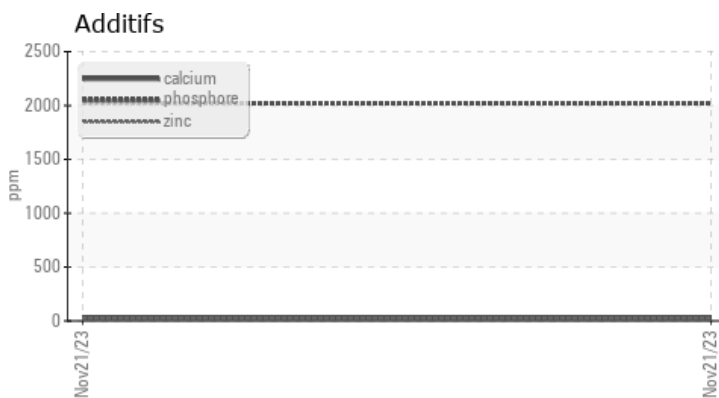 Additifs
2500
2000
1500
1000
500
0
ppm
calcium
phosphore
zinc
Nov21/23
Nov21/23